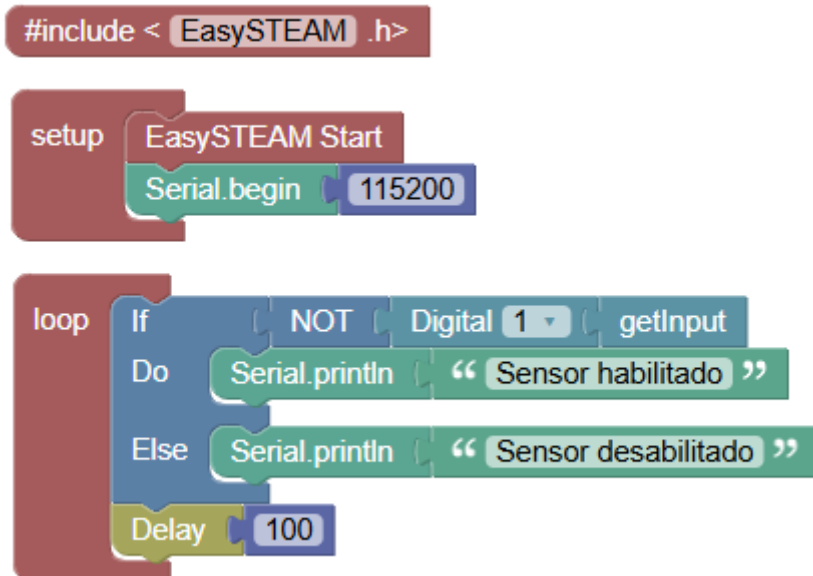 #include < EasySTEAM .h>
setup EasySTEAM Start
Serial.begin 115200
loop If NOT Digital 1 getInput
Do Serial.println “ Sensor habilitado ”
Else Serial.println “ Sensor desabilitado ”
Delay 100